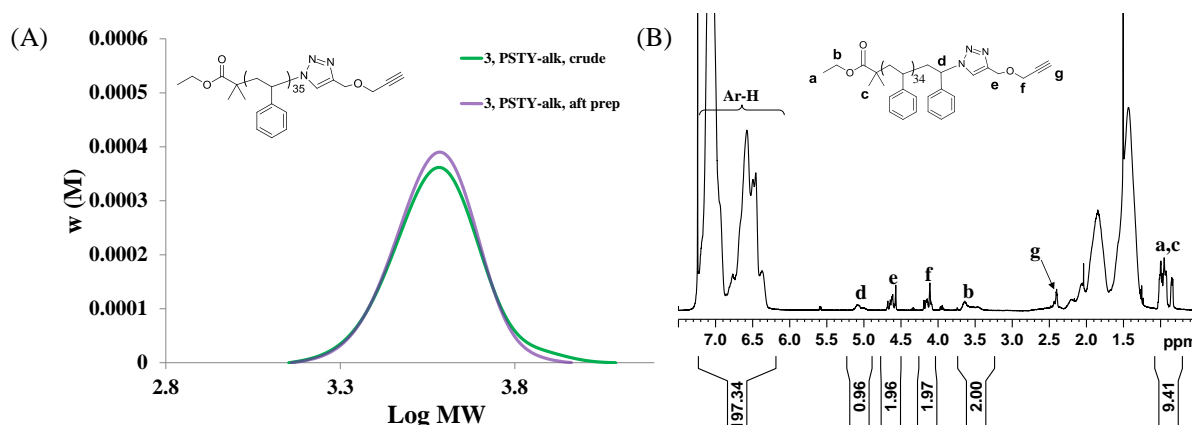 (A)
0.0006
0.0005
0.0004
0.0003
0.0002
0.0001
0
w (M)
2.8
3.3
3.8
Log MW
3, PSTY-alk, crude
3, PSTY-alk, aft prep
O
O
35
N
N=N
O
(B)
b
O
O
a
c
34
d
N
N=N
e
O
f
g
Ar-H
d
e
f
b
g
a,c
7.0 6.5 6.0 5.5 5.0 4.5 4.0 3.5 3.0 2.5 2.0 1.5 ppm
197.34
0.96
1.96
1.97
2.00
9.41